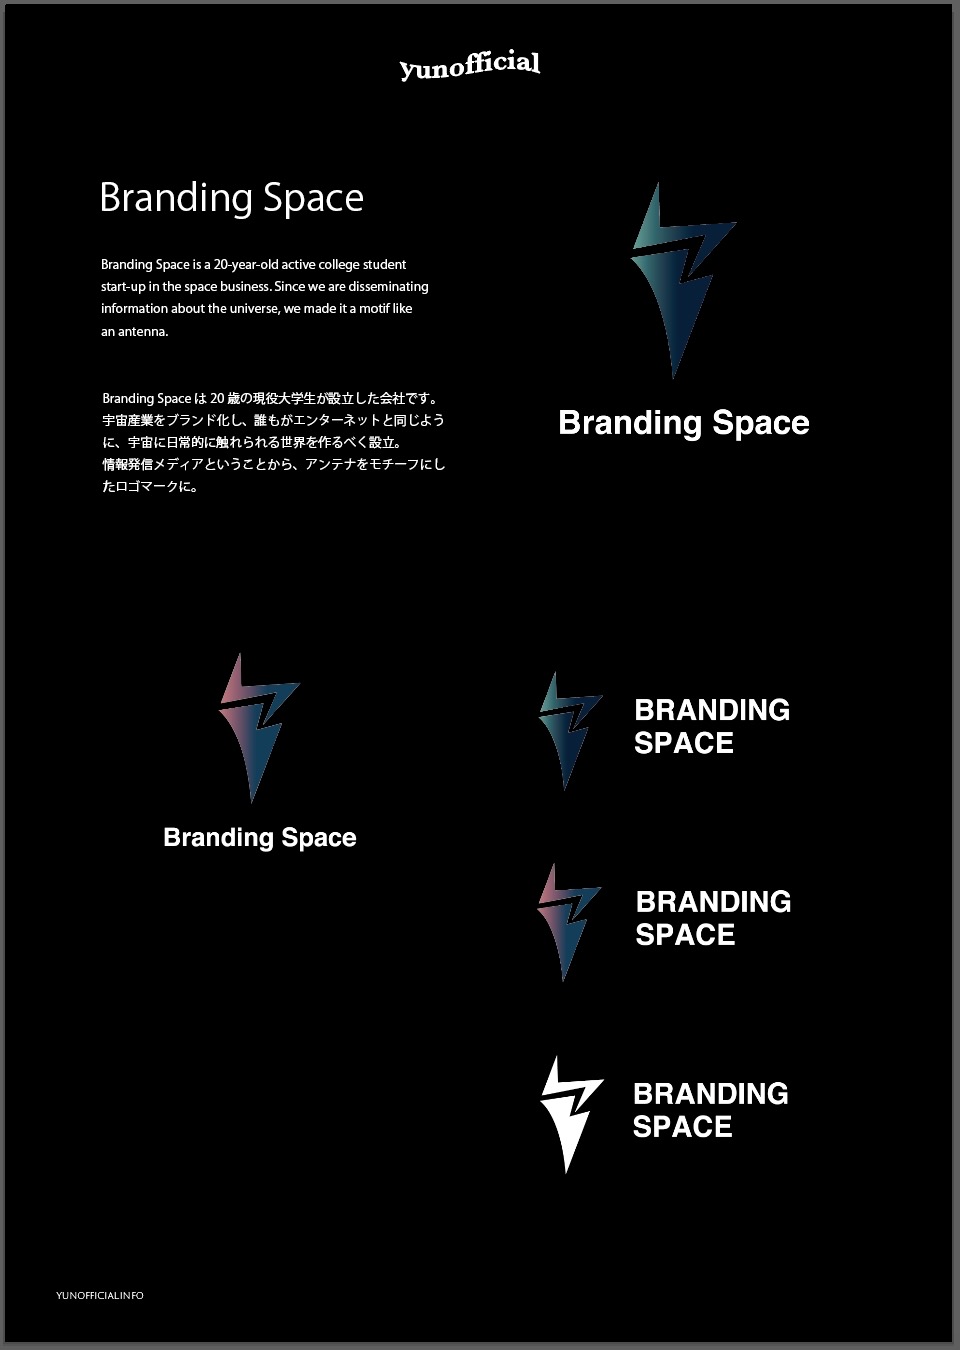 yunofficial
Branding Space
Branding Space is a 20-year-old active college student
start-up in the space business. Since we are disseminating
information about the universe, we made it a motif like
an antenna.
Branding Space は 20 歳の現役大学生が設立した会社です。
宇宙産業をブランド化し、誰もがエンターネットと同じよう
に、宇宙に日常的に触れられる世界を作るべく設立。
情報発信メディアということから、アンテナをモチーフにし
たロゴマークに。
Branding Space
Branding Space
BRANDING
SPACE
BRANDING
SPACE
BRANDING
SPACE
YUNOFFICIALINFO